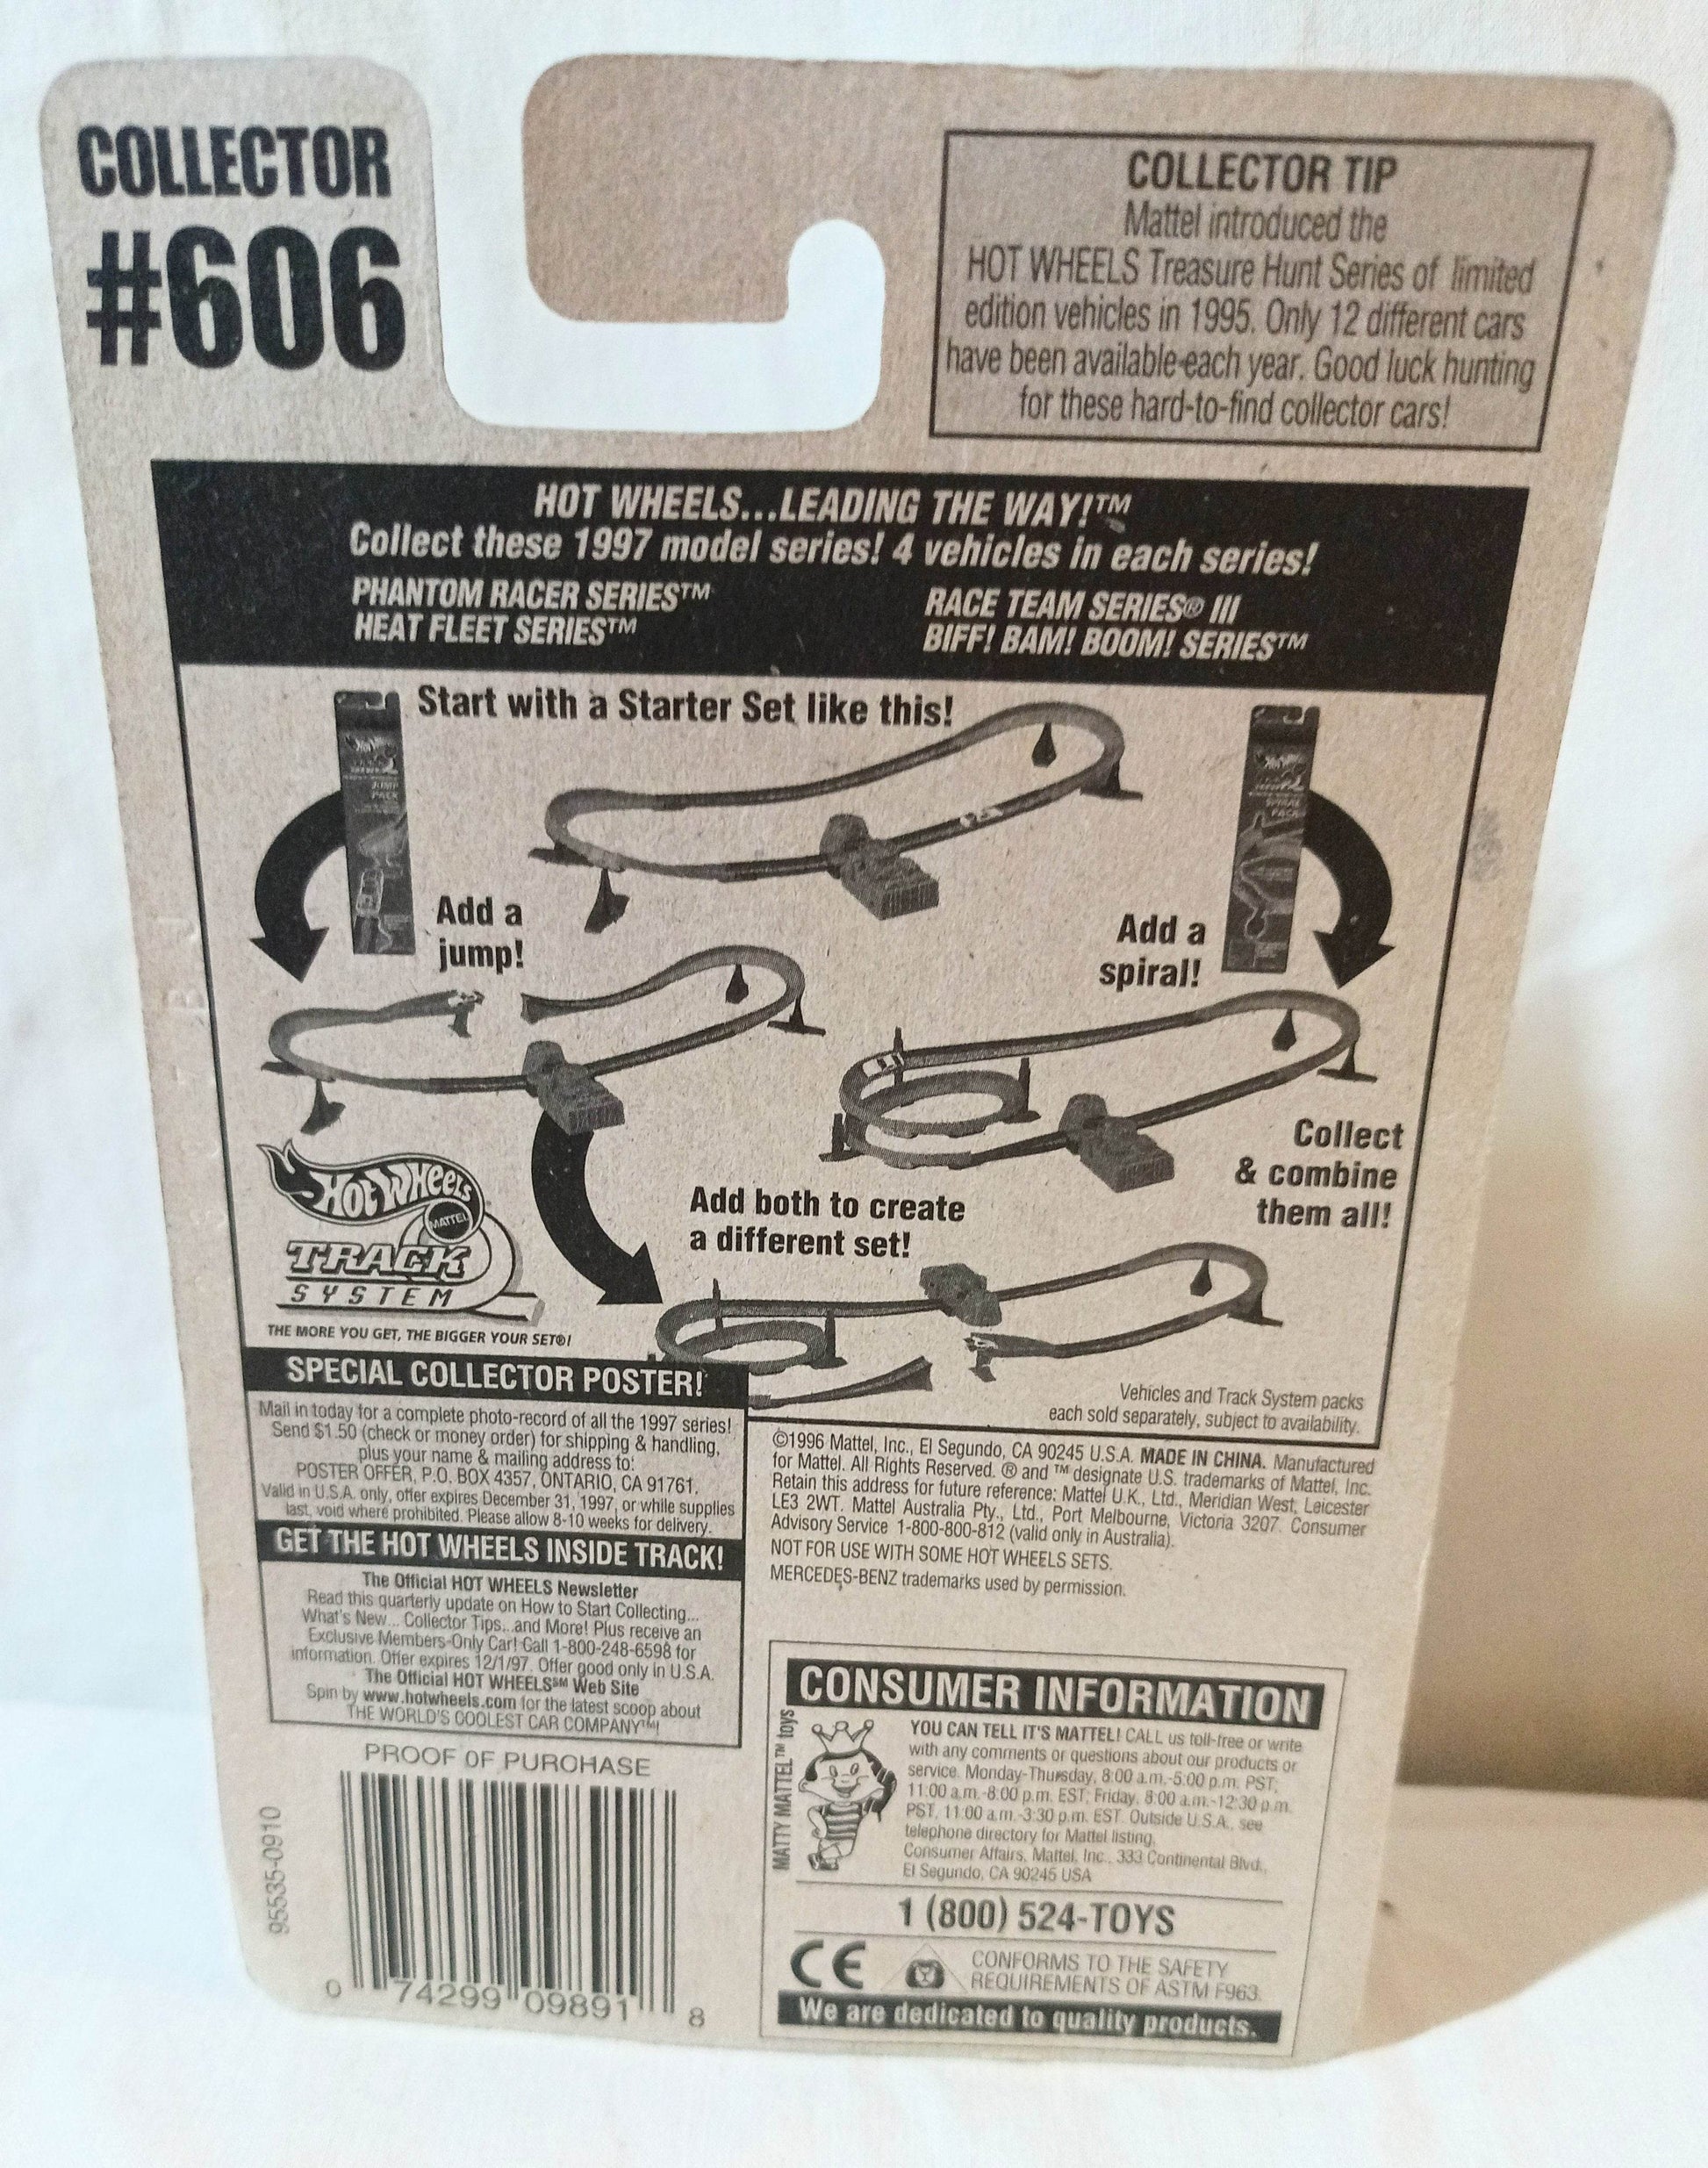 COLLECTOR
#606
COLLECTOR TIP
Mattel introduced the
HOT WHEELS Treasure Hunt Series of limited
edition vehicles in 1995. Only 12 different cars
have been available each year. Good luck hunting
for these hard-to-find collector cars!
HOT WHEELS...LEADING THE WAY!™
Collect these 1997 model series! 4 vehicles in each series!
PHANTOM RACER SERIES™
HEAT FLEET SERIES™
RACE TEAM SERIES® III
BIFF! BAM! BOOM! SERIES™
Start with a Starter Set like this!
JUMP
PACK
SPIRAL
PACK
Add a
jump!
Add a
spiral!
Collect
& combine
them all!
Add both to create
a different set!
HOT WHEELS
MATTEL
TRACK
SYSTEM
THE MORE YOU GET, THE BIGGER YOUR SET®!
Vehicles and Track System packs
each sold separately, subject to availability.
SPECIAL COLLECTOR POSTER!
Mail in today for a complete photo-record of all the 1997 series!
Send $1.50 (check or money order) for shipping & handling,
plus your name & mailing address to:
POSTER OFFER, P.O. BOX 4357, ONTARIO, CA 91761.
Valid in U.S.A. only, offer expires December 31, 1997, or while supplies
last, void where prohibited. Please allow 8-10 weeks for delivery.
GET THE HOT WHEELS INSIDE TRACK!
The Official HOT WHEELS Newsletter
Read this quarterly update on How to Start Collecting...
What's New... Collector Tips...and More! Plus receive an
Exclusive Members-Only Car! Call 1-800-248-6598 for
information. Offer expires 12/1/97. Offer good only in U.S.A.
The Official HOT WHEELS℠ Web Site
Spin by www.hotwheels.com for the latest scoop about
THE WORLD'S COOLEST CAR COMPANY™!
©1996 Mattel, Inc., El Segundo, CA 90245 U.S.A. MADE IN CHINA. Manufactured
for Mattel. All Rights Reserved. ® and ™ designate U.S. trademarks of Mattel, Inc.
Retain this address for future reference: Mattel U.K., Ltd., Meridian West, Leicester
LE3 2WT. Mattel Australia Pty., Ltd., Port Melbourne, Victoria 3207. Consumer
Advisory Service 1-800-800-812 (valid only in Australia).
NOT FOR USE WITH SOME HOT WHEELS SETS.
MERCEDES-BENZ trademarks used by permission.
PROOF OF PURCHASE
95535-0910
0 74299 09891 8
CONSUMER INFORMATION
MATTY MATTEL™ toys
YOU CAN TELL IT'S MATTEL! CALL us toll-free or write
with any comments or questions about our products or
service. Monday-Thursday, 8:00 a.m.-5:00 p.m. PST;
11:00 a.m.-8:00 p.m. EST; Friday, 8:00 a.m.-12:30 p.m.
PST, 11:00 a.m.-3:30 p.m. EST. Outside U.S.A., see
telephone directory for Mattel listing.
Consumer Affairs, Mattel, Inc., 333 Continental Blvd.,
El Segundo, CA 90245 USA
1 (800) 524-TOYS
CE
CONFORMS TO THE SAFETY
REQUIREMENTS OF ASTM F963.
We are dedicated to quality products.